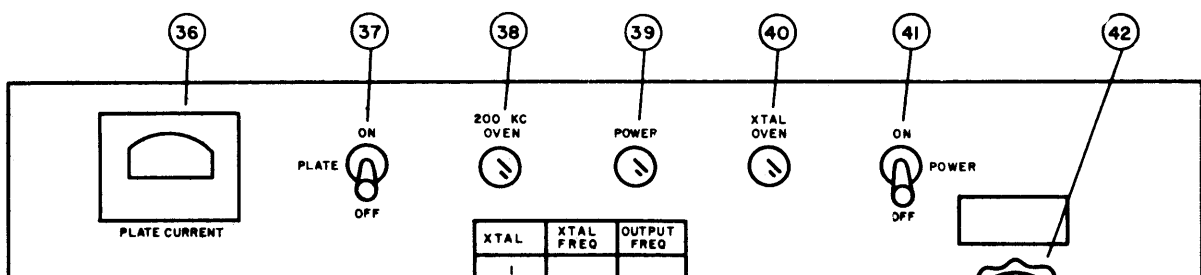 36 37 38 39 40 41 42
200 KC
OVEN
XTAL
OVEN
ON
POWER
ON
PLATE
POWER
OFF
OFF
PLATE CURRENT
XTAL
XTAL
FREQ
OUTPUT
FREQ
1